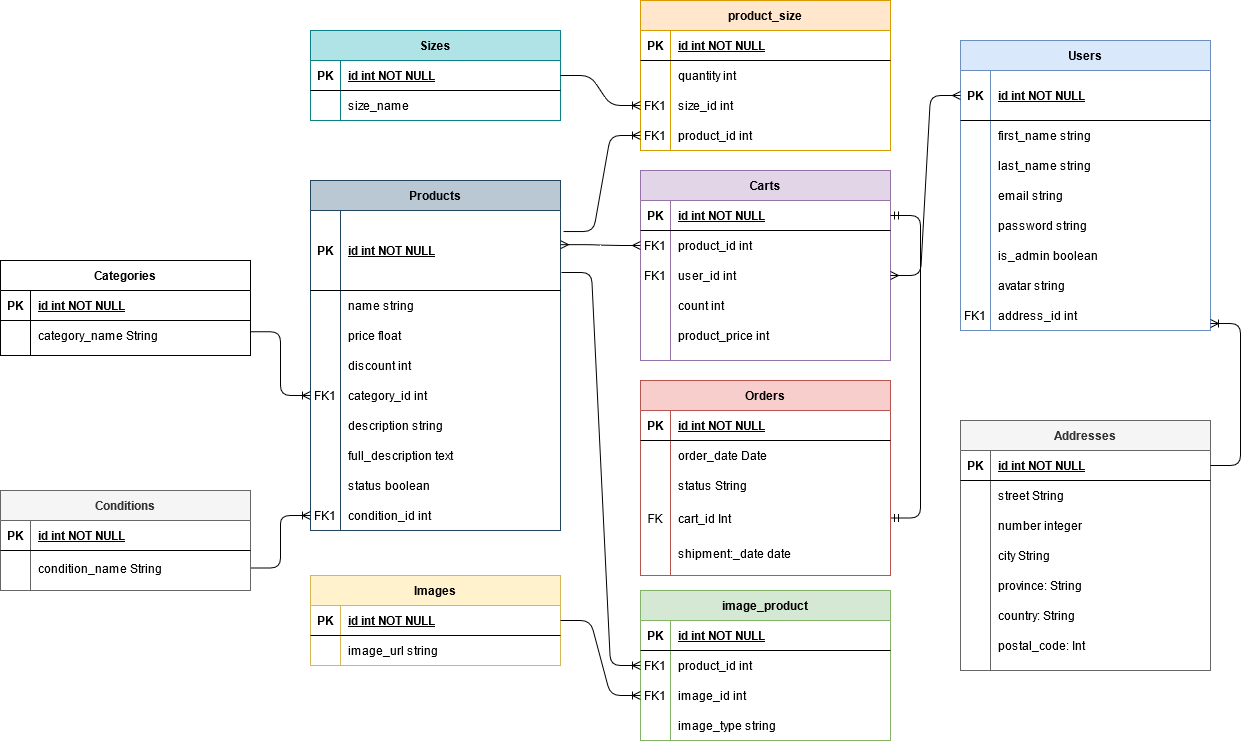 product_size
PK id int NOT NULL
quantity int
FK1 size_id int
FK1 product_id int
Sizes
PK id int NOT NULL
size_name
Users
PK id int NOT NULL
first_name string
last_name string
email string
password string
is_admin boolean
avatar string
FK1 address_id int
Products
PK id int NOT NULL
name string
price float
discount int
FK1 category_id int
description string
full_description text
status boolean
FK1 condition_id int
Carts
PK id int NOT NULL
FK1 product_id int
FK1 user_id int
count int
product_price int
Categories
PK id int NOT NULL
category_name String
Orders
PK id int NOT NULL
order_date Date
status String
FK cart_id Int
shipment:_date date
Addresses
PK id int NOT NULL
street String
number integer
city String
province: String
country: String
postal_code: Int
Conditions
PK id int NOT NULL
condition_name String
Images
PK id int NOT NULL
image_url string
image_product
PK id int NOT NULL
FK1 product_id int
FK1 image_id int
image_type string